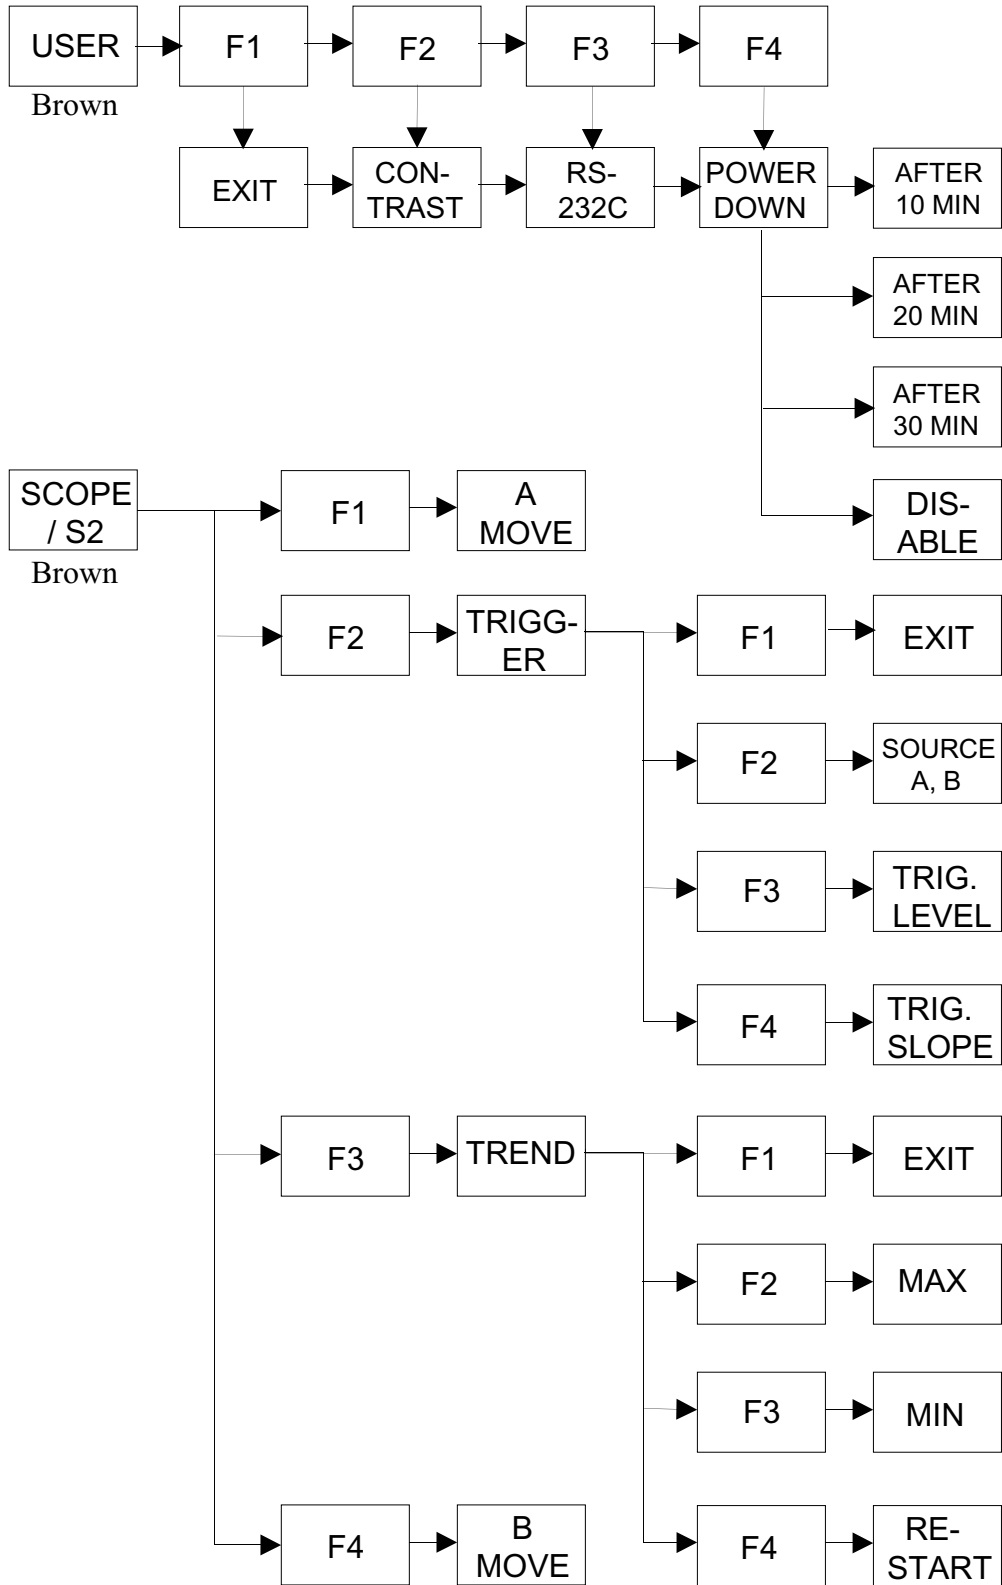 USER
F1
F2
F3
F4
Brown
EXIT
CON-
TRAST
RS-
232C
POWER
DOWN
AFTER
10 MIN
AFTER
20 MIN
AFTER
30 MIN
DIS-
ABLE
SCOPE
/ S2
Brown
F1
A
MOVE
F2
TRIGG-
ER
F1
EXIT
F2
SOURCE
A, B
F3
TRIG.
LEVEL
F4
TRIG.
SLOPE
F3
TREND
F1
EXIT
F2
MAX
F3
MIN
F4
B
MOVE
F4
RE-
START